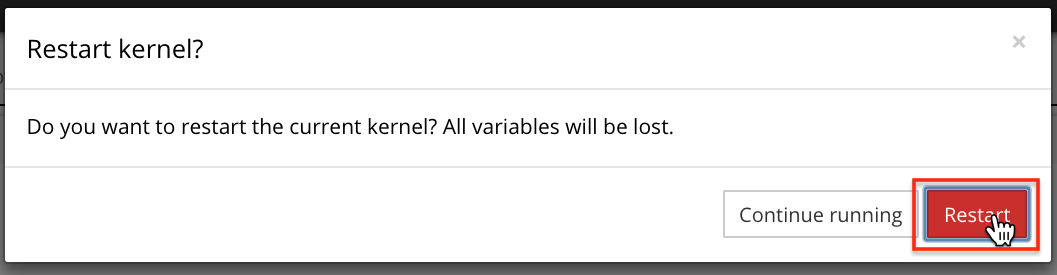 Restart kernel?
×
Do you want to restart the current kernel? All variables will be lost.
Continue running
Restart